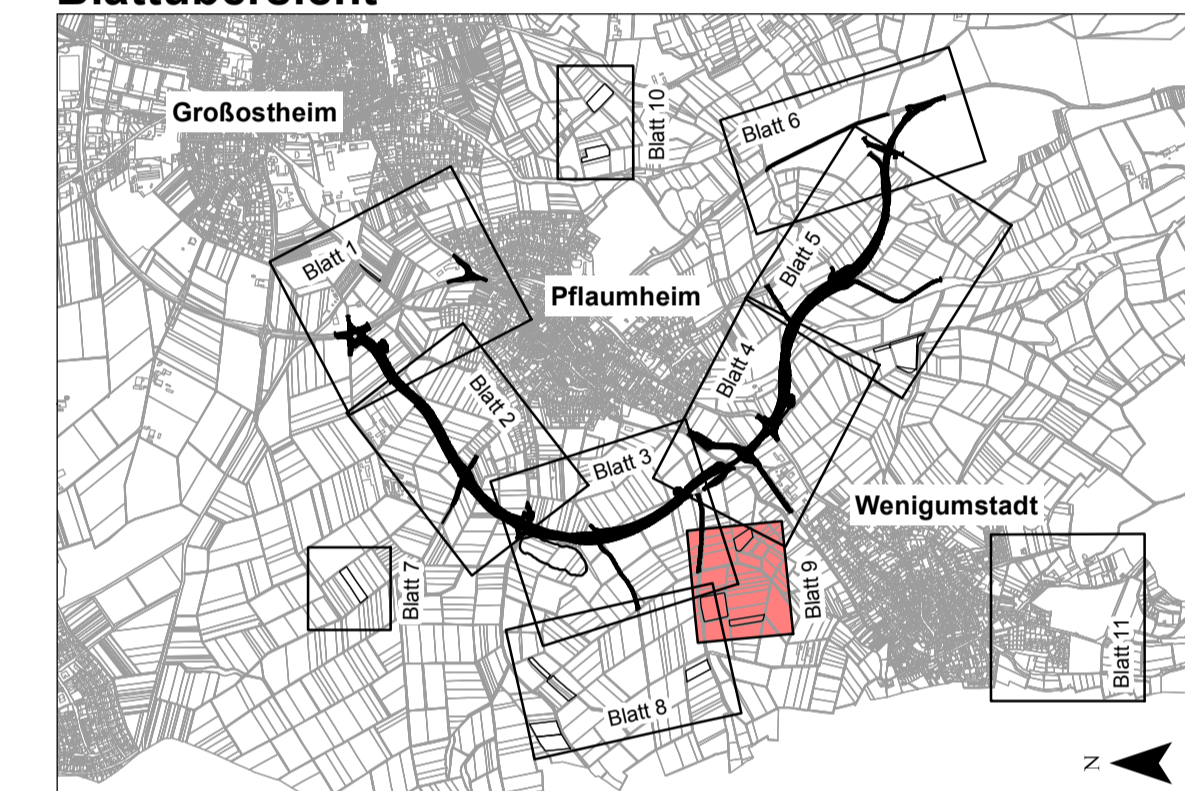 Blattübersicht
Großostheim
Blatt 10
Blatt 6
Blatt 1
Blatt 5
Pflaumheim
Blatt 4
Blatt 2
Blatt 3
Wenigumstadt
Blatt 7
Blatt 9
Blatt 11
Blatt 8
N